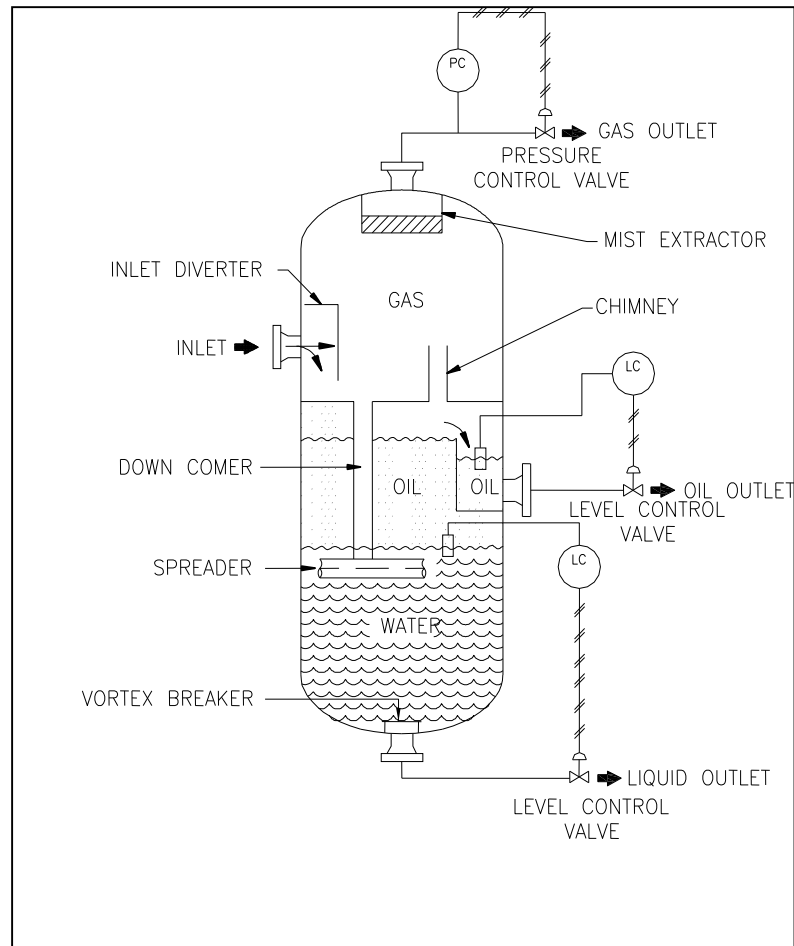 PC
GAS OUTLET
PRESSURE
CONTROL VALVE
MIST EXTRACTOR
INLET DIVERTER
GAS
CHIMNEY
INLET
LC
DOWN COMER
OIL
OIL
OIL OUTLET
LEVEL CONTROL
VALVE
SPREADER
LC
WATER
VORTEX BREAKER
LIQUID OUTLET
LEVEL CONTROL
VALVE